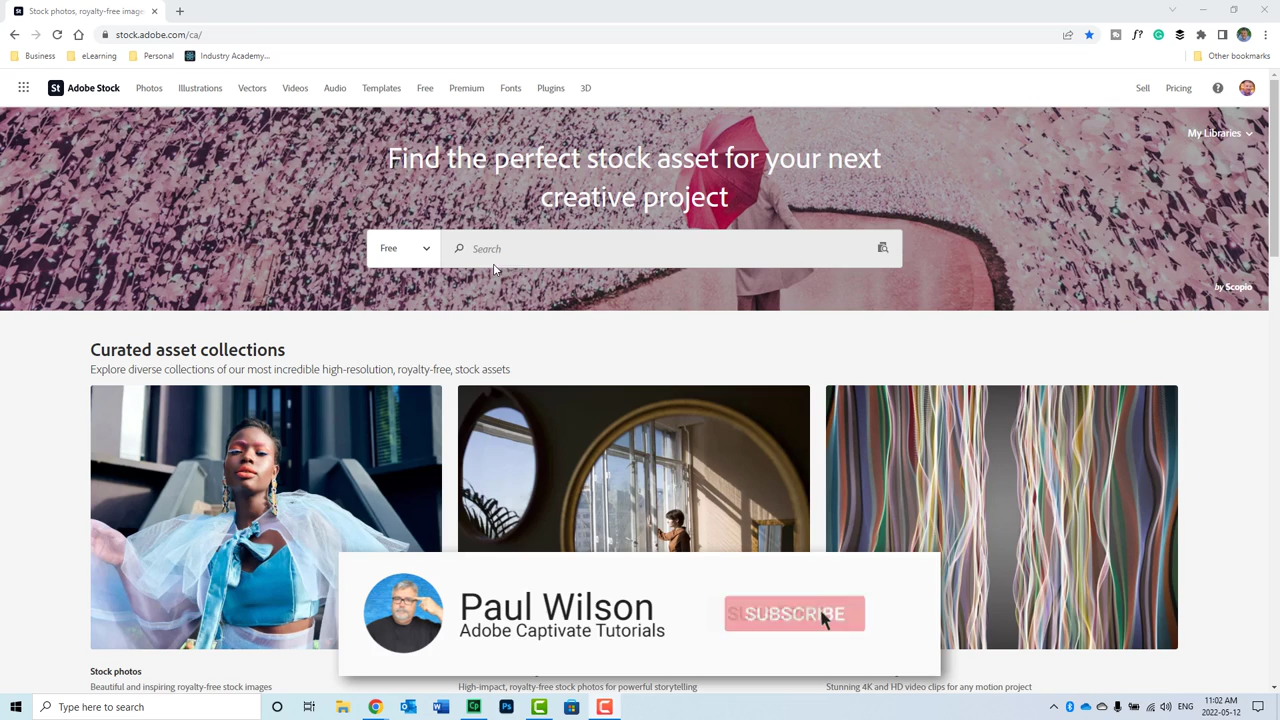 Stock photos, royalty-free image
stock.adobe.com/ca/
Business
eLearning
Personal
Industry Academy...
Other bookmarks
St Adobe Stock
Photos
Illustrations
Vectors
Videos
Audio
Templates
Free
Premium
Fonts
Plugins
3D
Sell
Pricing
My Libraries
Find the perfect stock asset for your next
creative project
Free
Search
by Scopio
Curated asset collections
Explore diverse collections of our most incredible high-resolution, royalty-free, stock assets
Paul Wilson
Adobe Captivate Tutorials
SUBSCRIBE
Stock photos
Beautiful and inspiring royalty-free stock images
High-impact, royalty-free stock photos for powerful storytelling
Stunning 4K and HD video clips for any motion project
Type here to search
ENG
11:02 AM
2022-05-12